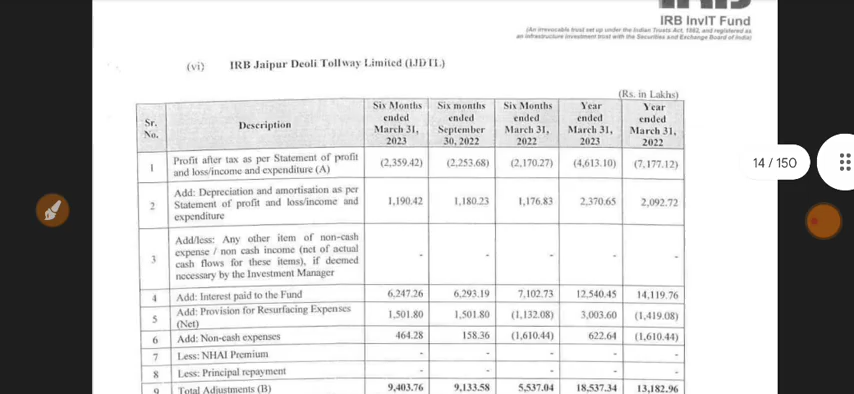 IRB InvIT Fund
(An irrevocable trust set up under the Indian Trusts Act, 1882, and registered as
an infrastructure investment trust with the Securities and Exchange Board of India)
(vi) IRB Jaipur Deoli Tollway Limited (IJDTL)
(Rs. in Lakhs)
Sr. No. Description Six Months ended March 31, 2023 Six months ended September 30, 2022 Six Months ended March 31, 2022 Year ended March 31, 2023 Year ended March 31, 2022
1 Profit after tax as per Statement of profit and loss/income and expenditure (A) (2,359.42) (2,253.68) (2,170.27) (4,613.10) (7,177.12)
2 Add: Depreciation and amortisation as per Statement of profit and loss/income and expenditure 1,190.42 1,180.23 1,176.83 2,370.65 2,092.72
3 Add/less: Any other item of non-cash expense / non cash income (net of actual cash flows for these items), if deemed necessary by the Investment Manager - - - - -
4 Add: Interest paid to the Fund 6,247.26 6,293.19 7,102.73 12,540.45 14,119.76
5 Add: Provision for Resurfacing Expenses (Net) 1,501.80 1,501.80 (1,132.08) 3,003.60 (1,419.08)
6 Add: Non-cash expenses 464.28 158.36 (1,610.44) 622.64 (1,610.44)
7 Less: NHAI Premium - - - - -
8 Less: Principal repayment - - - - -
9 Total Adjustments (B) 9,403.76 9,133.58 5,537.04 18,537.34 13,182.96
14 / 150